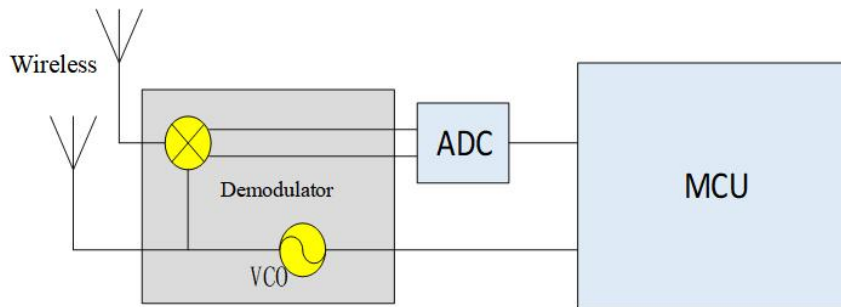 Wireless
ADC
MCU
Demodulator
VCO